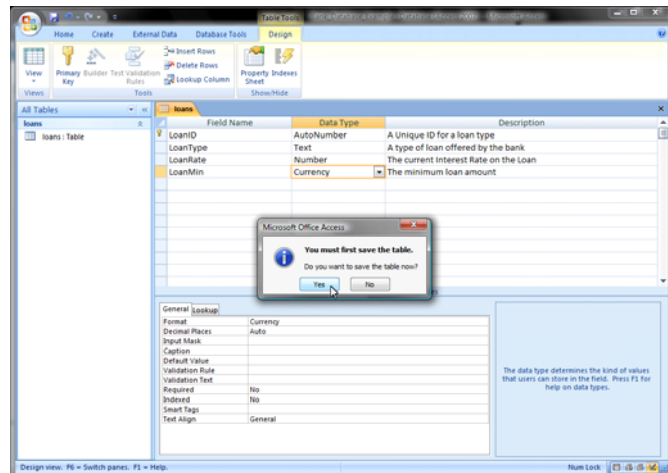 Table Tools
Microsoft Access
Home Create External Data Database Tools Design
View
Primary Key
Builder
Test Validation Rules
Insert Rows
Delete Rows
Lookup Column
Property Sheet
Indexes
Views Tools Show/Hide
All Tables
loans
loans : Table
loans
Field Name Data Type Description
LoanID AutoNumber A Unique ID for a loan type
LoanType Text A type of loan offered by the bank
LoanRate Number The current Interest Rate on the Loan
LoanMin Currency The minimum loan amount
Microsoft Office Access
You must first save the table.
Do you want to save the table now?
Yes No
General Lookup
Format Currency
Decimal Places Auto
Input Mask
Caption
Default Value
Validation Rule
Validation Text
Required No
Indexed No
Smart Tags
Text Align General
The data type determines the kind of values
that users can store in the field. Press F1 for
help on data types.
Design view. F6 = Switch panes. F1 = Help.
Num Lock